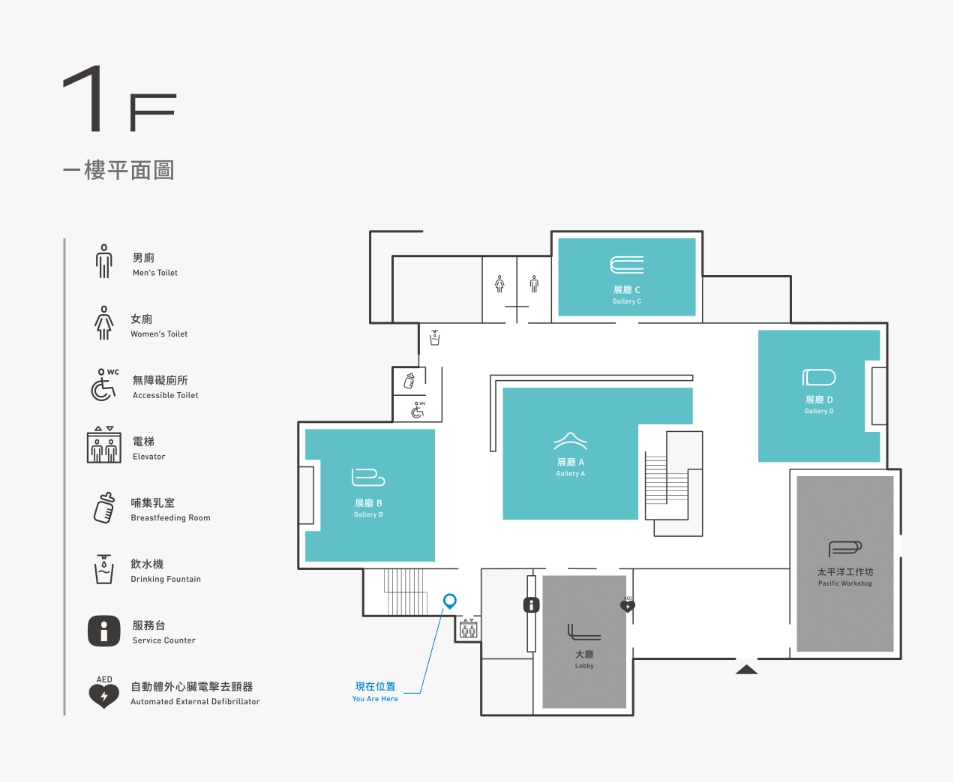 1F
一樓平面圖
男廁
Men's Toilet
女廁
Women's Toilet
WC
無障礙廁所
Accessible Toilet
電梯
Elevator
哺集乳室
Breastfeeding Room
飲水機
Drinking Fountain
服務台
Service Counter
AED
自動體外心臟電擊去顫器
Automated External Defibrillator
展廳 C
Gallery C
展廳 D
Gallery D
WC
展廳 A
Gallery A
展廳 B
Gallery B
太平洋工作坊
Pacific Workshop
AED
大廳
Lobby
現在位置
You Are Here